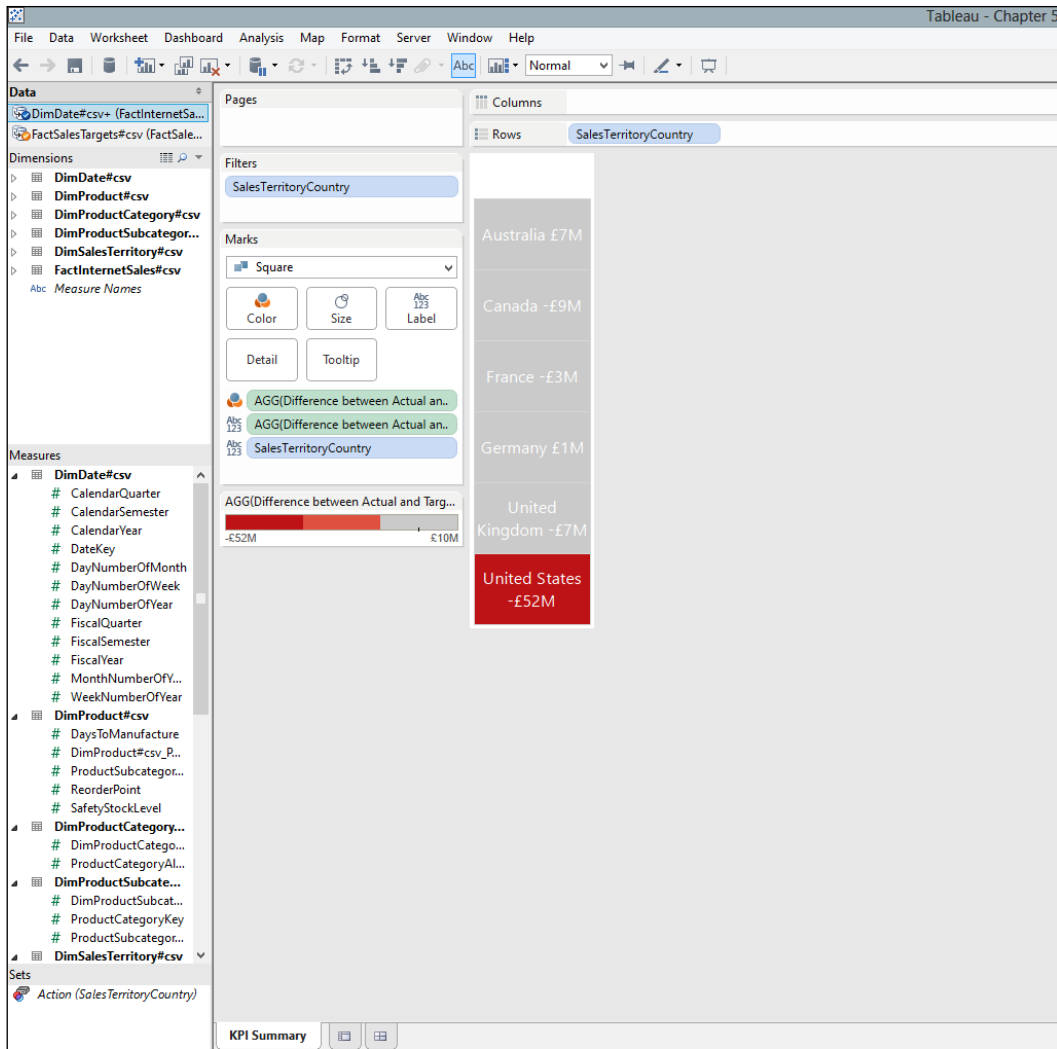 Tableau - Chapter 5
File Data Worksheet Dashboard Analysis Map Format Server Window Help
Abc Normal
Data
DimDate#csv+ (FactInternetSa...
FactSalesTargets#csv (FactSale...
Dimensions
DimDate#csv
DimProduct#csv
DimProductCategory#csv
DimProductSubcategor...
DimSalesTerritory#csv
FactInternetSales#csv
Abc Measure Names
Measures
DimDate#csv
# CalendarQuarter
# CalendarSemester
# CalendarYear
# DateKey
# DayNumberOfMonth
# DayNumberOfWeek
# DayNumberOfYear
# FiscalQuarter
# FiscalSemester
# FiscalYear
# MonthNumberOfY...
# WeekNumberOfYear
DimProduct#csv
# DaysToManufacture
# DimProduct#csv_P...
# ProductSubcategor...
# ReorderPoint
# SafetyStockLevel
DimProductCategory...
# DimProductCatego...
# ProductCategoryAl...
DimProductSubcate...
# DimProductSubcat...
# ProductCategoryKey
# ProductSubcategor...
DimSalesTerritory#csv
Sets
Action (SalesTerritoryCountry)
Pages
Filters
SalesTerritoryCountry
Marks
Square
Color
Size
Abc
123
Label
Detail
Tooltip
AGG(Difference between Actual an..
Abc
123
AGG(Difference between Actual an..
Abc
123
SalesTerritoryCountry
AGG(Difference between Actual and Targ...
-£52M £10M
Columns
Rows SalesTerritoryCountry
Australia £7M
Canada -£9M
France -£3M
Germany £1M
United
Kingdom -£7M
United States
-£52M
KPI Summary